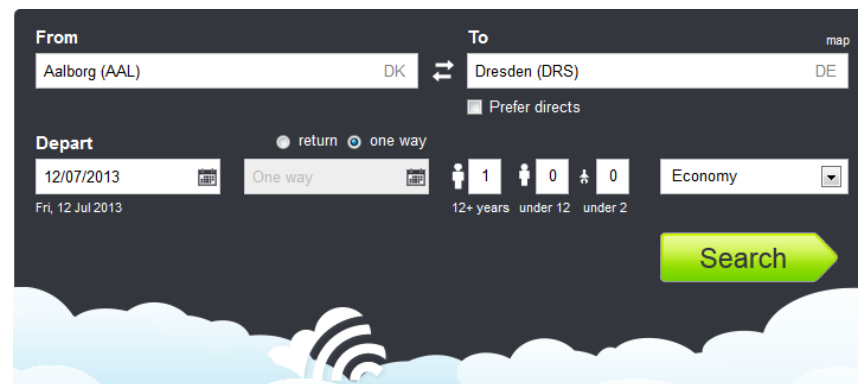 From
To
map
Aalborg (AAL)
DK
Dresden (DRS)
DE
Prefer directs
Depart
return
one way
12/07/2013
One way
1
0
0
Economy
Fri, 12 Jul 2013
12+ years
under 12
under 2
Search